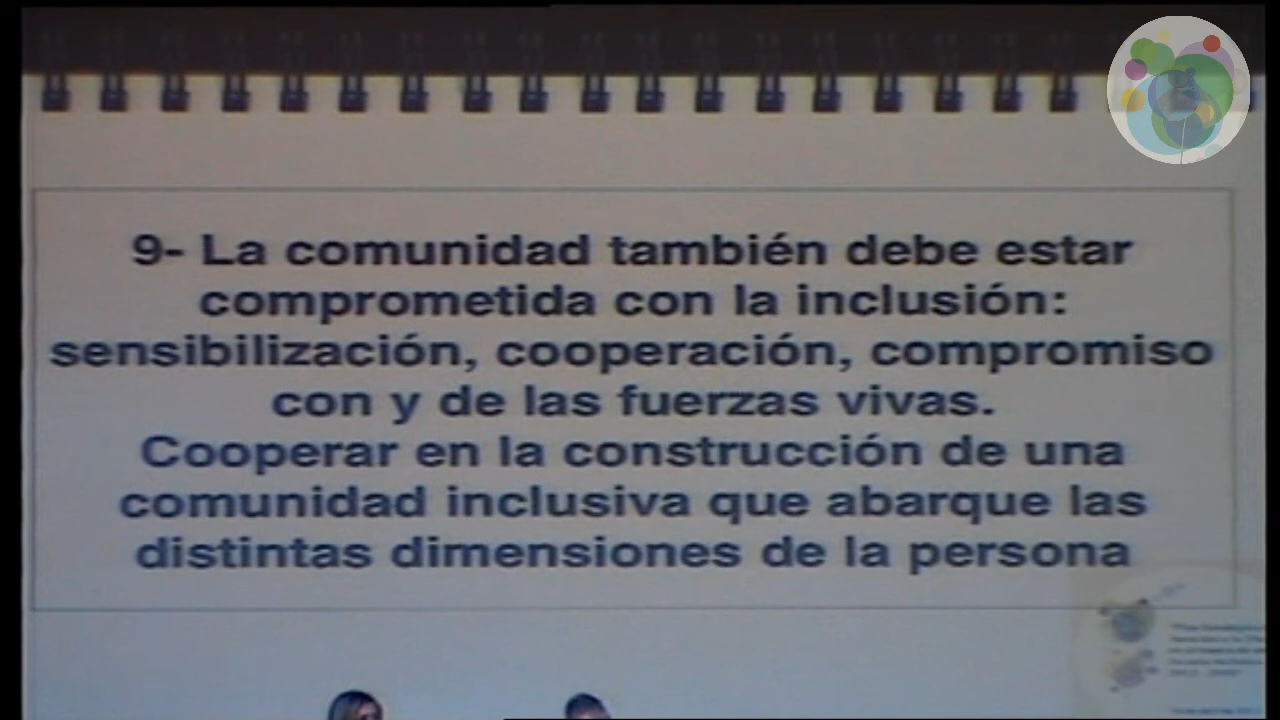 9- La comunidad también debe estar
comprometida con la inclusión:
sensibilización, cooperación, compromiso
con y de las fuerzas vivas.
Cooperar en la construcción de una
comunidad inclusiva que abarque las
distintas dimensiones de la persona